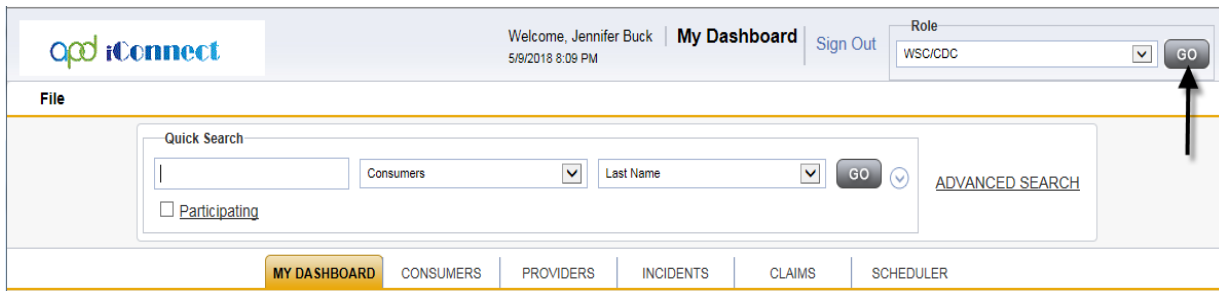 apd iConnect
Welcome, Jennifer Buck | My Dashboard | Sign Out
5/9/2018 8:09 PM
Role
WSC/CDC
GO
File
Quick Search
Consumers
Last Name
GO
ADVANCED SEARCH
Participating
MY DASHBOARD CONSUMERS PROVIDERS INCIDENTS CLAIMS SCHEDULER